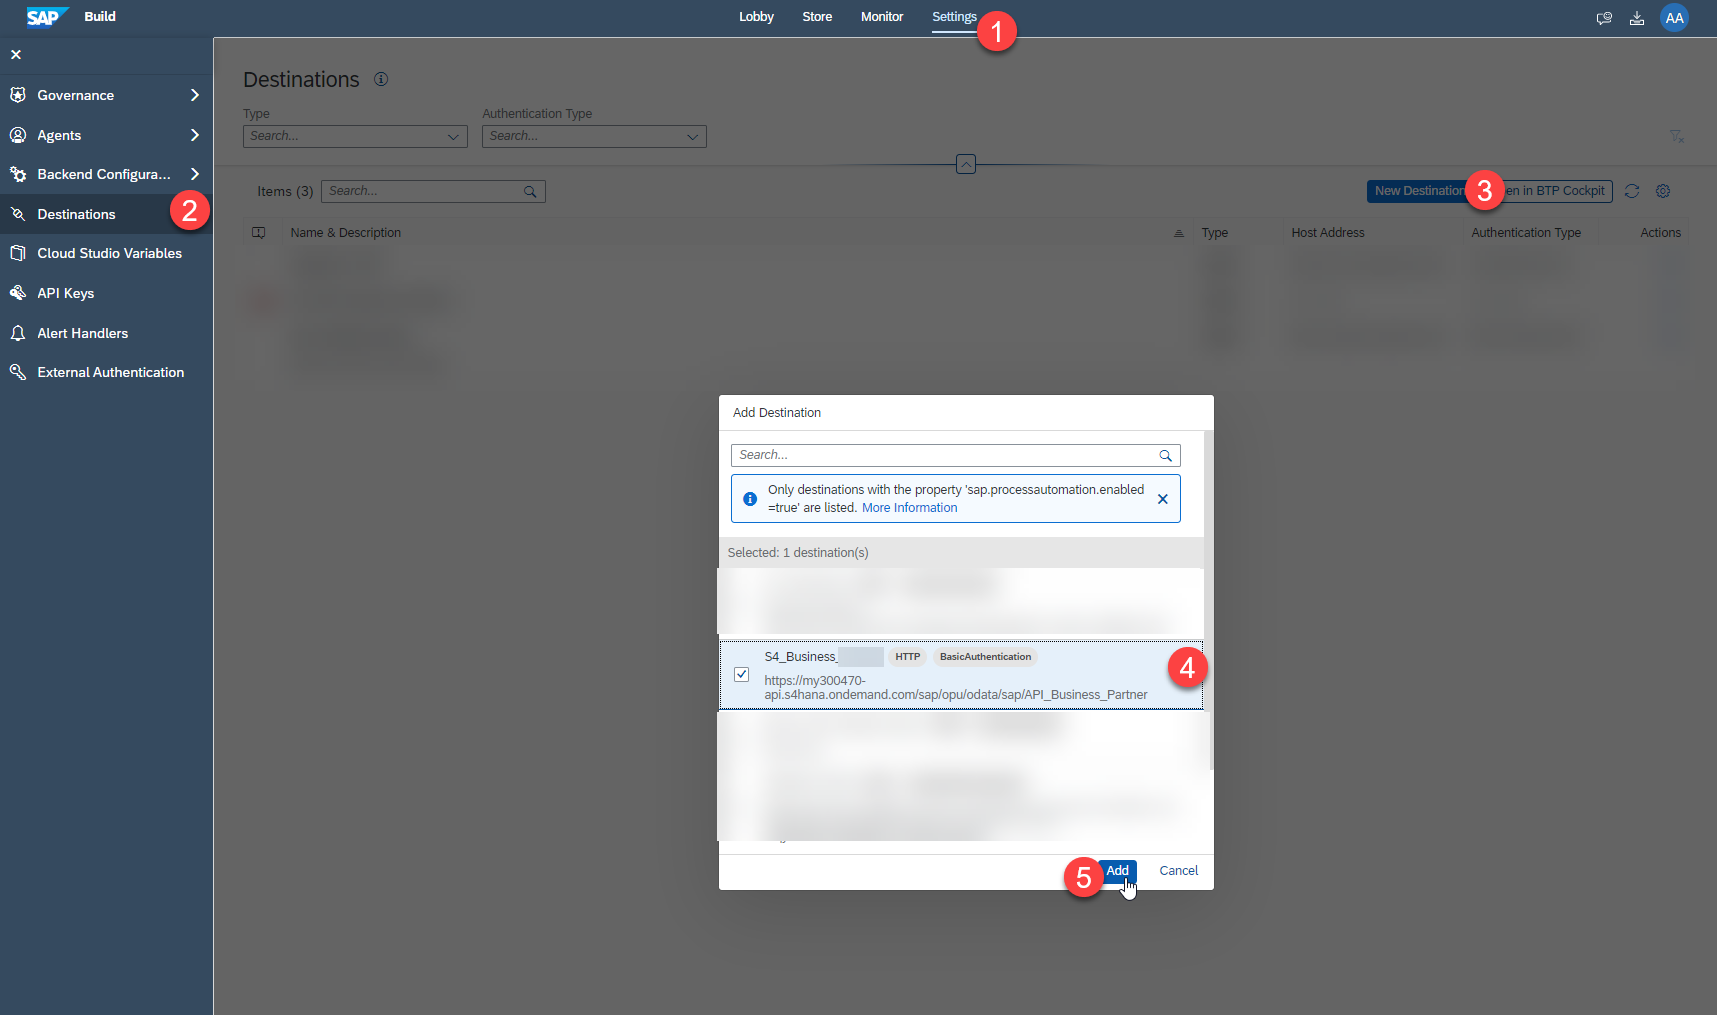 SAP Build
Lobby Store Monitor Settings 1
AA
Governance
Agents
Backend Configura...
Destinations 2
Cloud Studio Variables
API Keys
Alert Handlers
External Authentication
Destinations
Type
Authentication Type
Search...
Search...
Items (3) Search...
New Destination 3 en in BTP Cockpit
Name & Description Type Host Address Authentication Type Actions
Add Destination
Search...
Only destinations with the property 'sap.processautomation.enabled
=true' are listed. More Information
Selected: 1 destination(s)
S4_Business_ HTTP BasicAuthentication
https://my300470-
api.s4hana.ondemand.com/sap/opu/odata/sap/API_Business_Partner
4
5 Add Cancel